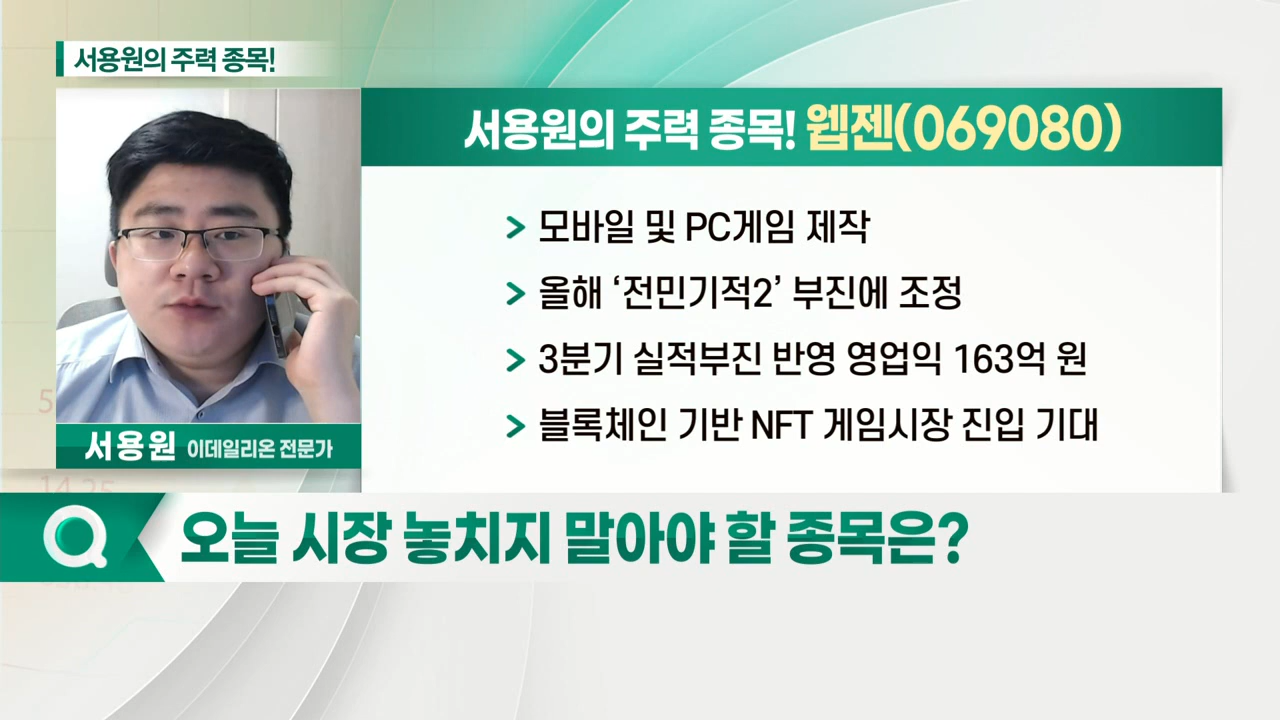 서용원의 주력 종목!
서용원의 주력 종목! 웹젠(069080)
> 모바일 및 PC게임 제작
> 올해 ‘전민기적2’ 부진에 조정
> 3분기 실적부진 반영 영업익 163억 원
> 블록체인 기반 NFT 게임시장 진입 기대
서용원 이데일리온 전문가
Q 오늘 시장 놓치지 말아야 할 종목은?